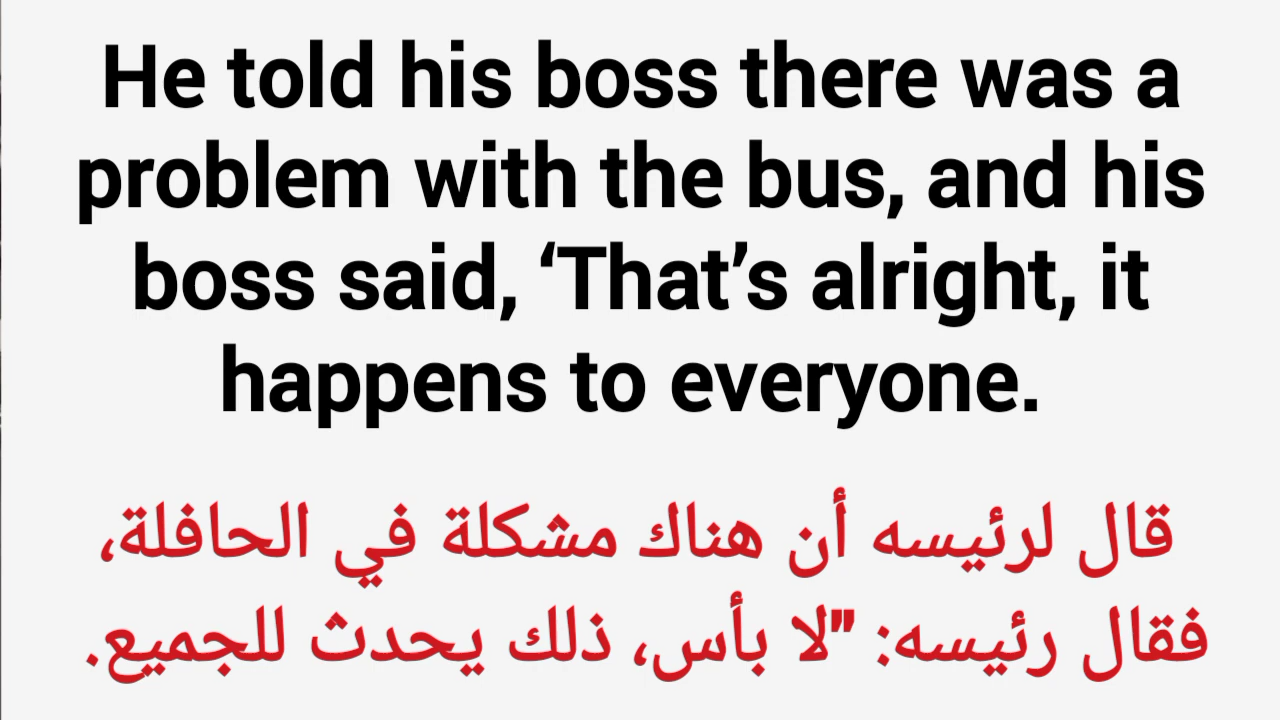 He told his boss there was a
problem with the bus, and his
boss said, ‘That’s alright, it
happens to everyone.
قال لرئيسه أن هناك مشكلة في الحافلة،
فقال رئيسه: "لا بأس، ذلك يحدث للجميع.